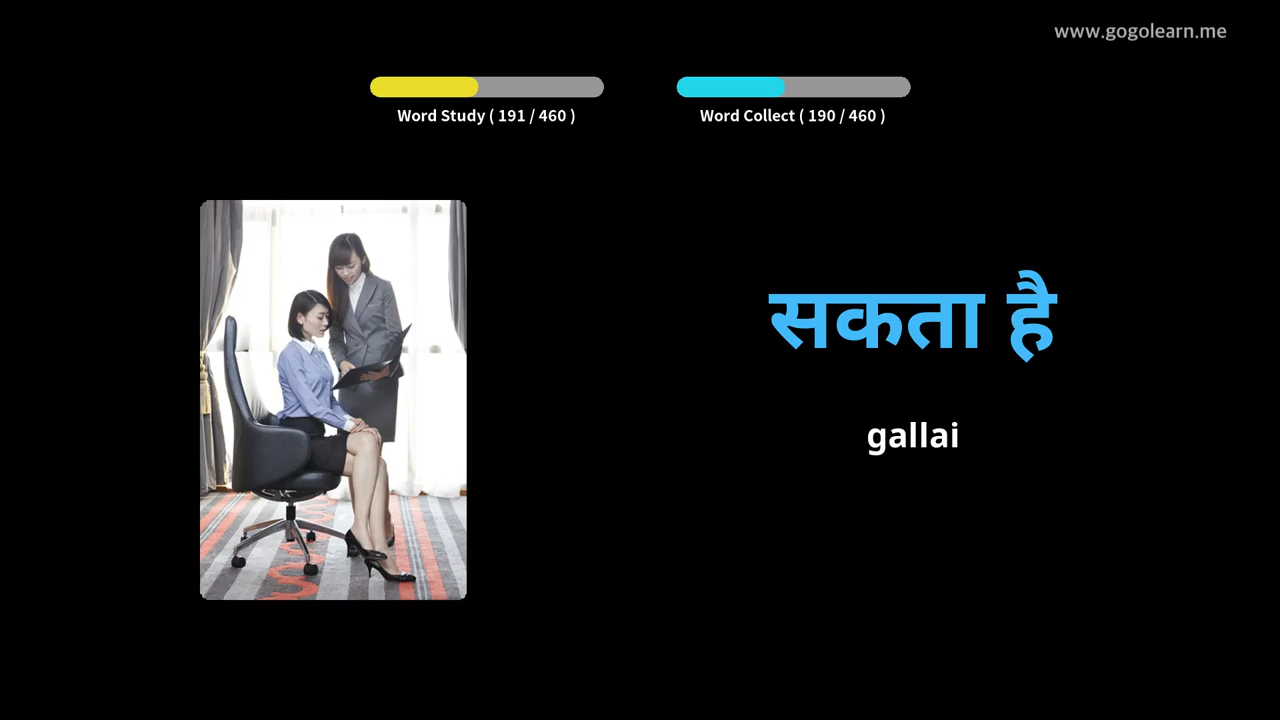 www.gogolearn.me
Word Study ( 191 / 460 )
Word Collect ( 190 / 460 )
सकता है
gallai